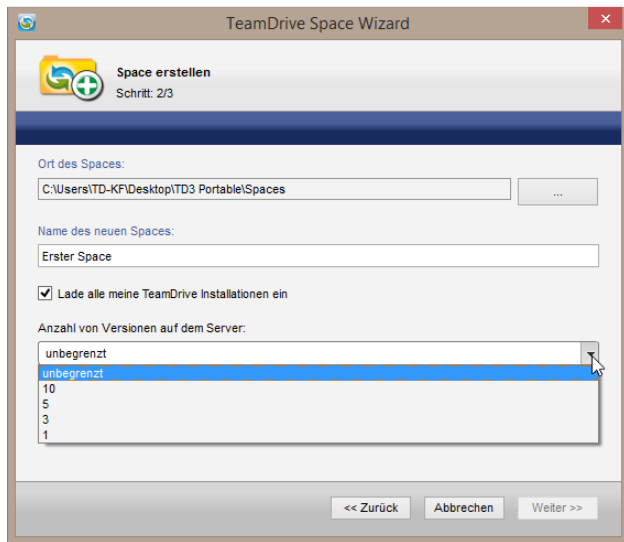 TeamDrive Space Wizard
Space erstellen
Schritt: 2/3
Ort des Spaces:
C:\Users\TD-KF\Desktop\TD3 Portable\Spaces
...
Name des neuen Spaces:
Erster Space
Lade alle meine TeamDrive Installationen ein
Anzahl von Versionen auf dem Server:
unbegrenzt
unbegrenzt
10
5
3
1
<< Zurück
Abbrechen
Weiter >>